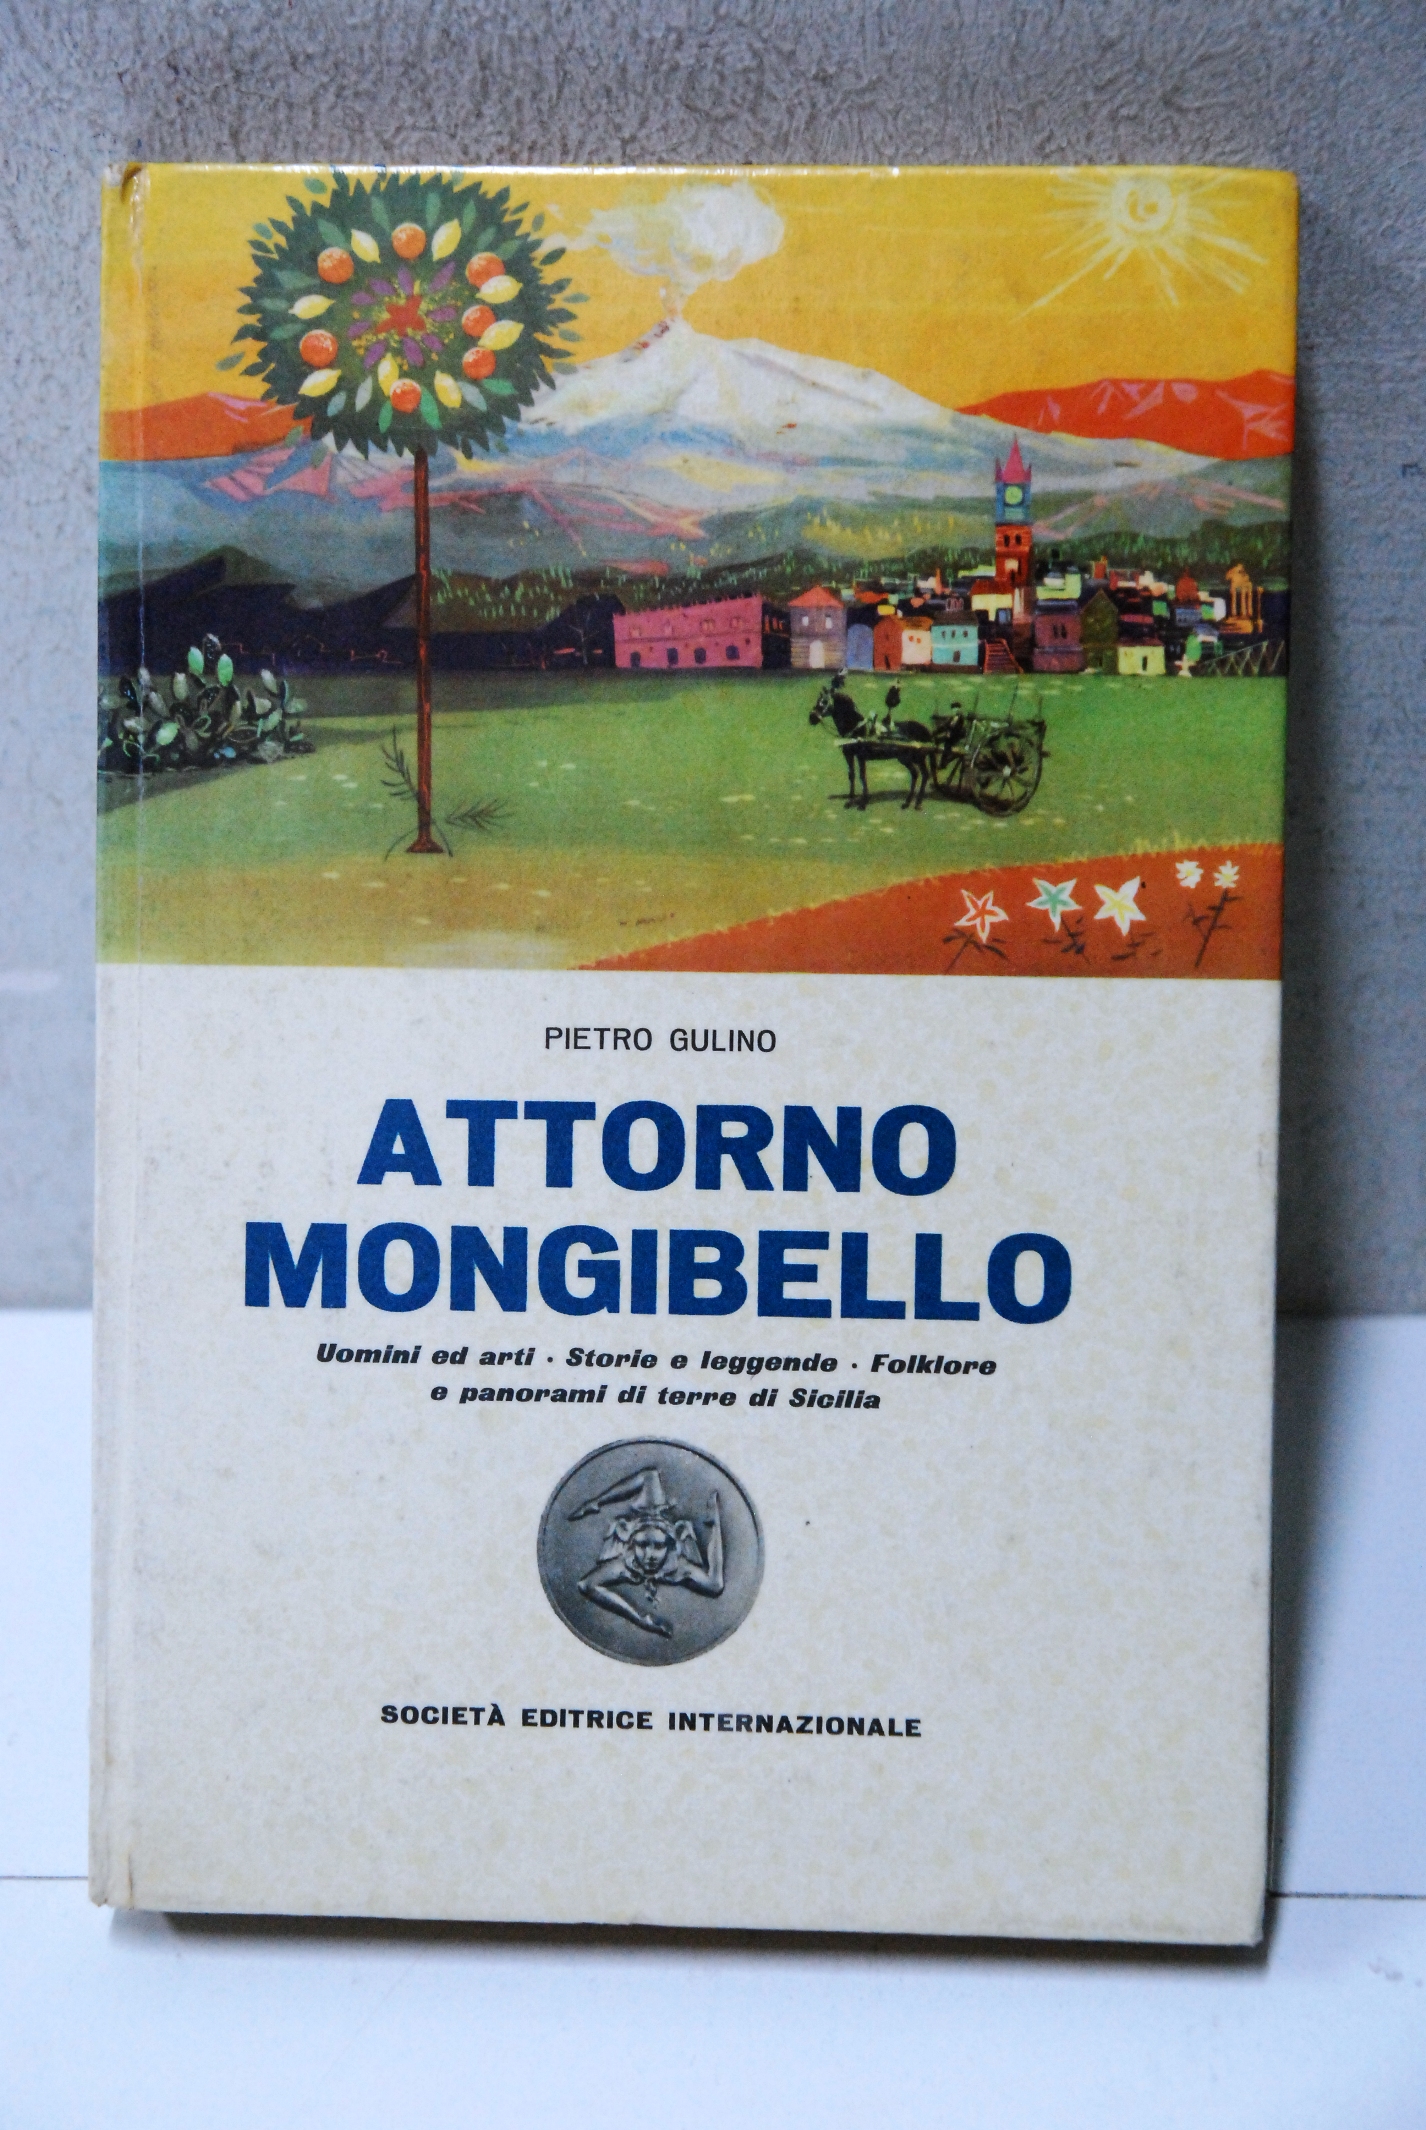 PIETRO GULINO
ATTORNO
MONGIBELLO
Uomini ed arti · Storie e leggende · Folklore
e panorami di terre di Sicilia
SOCIETÀ EDITRICE INTERNAZIONALE